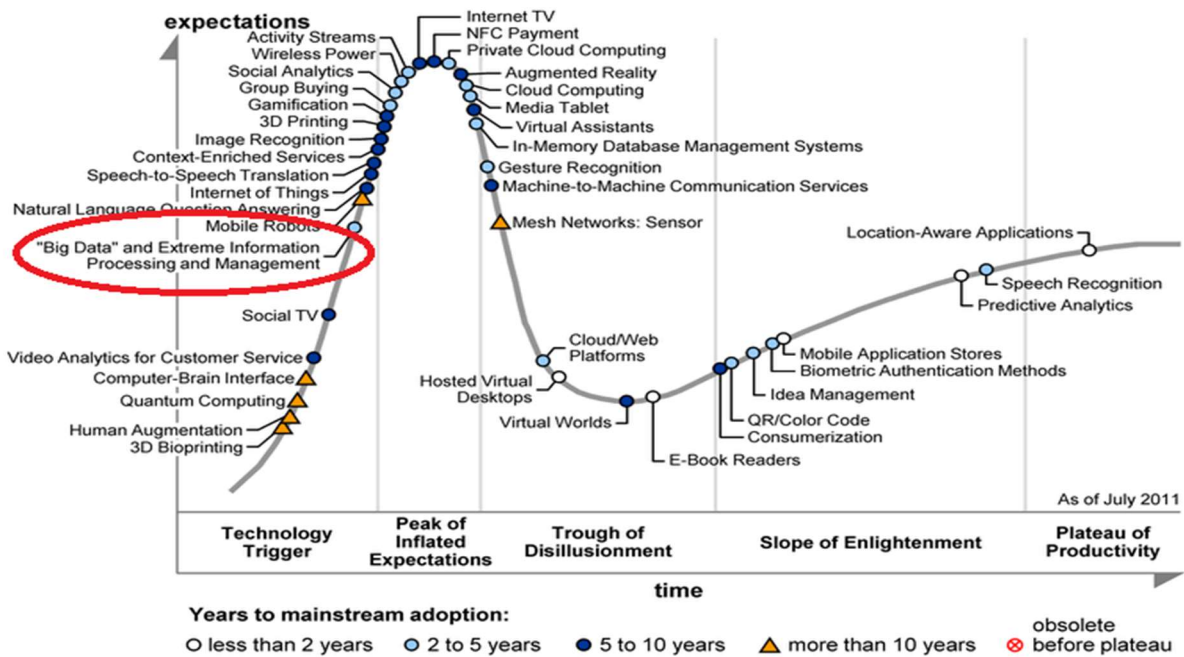 expectations
Activity Streams
Wireless Power
Social Analytics
Group Buying
Gamification
3D Printing
Image Recognition
Context-Enriched Services
Speech-to-Speech Translation
Internet of Things
Natural Language Question Answering
Mobile Robots
"Big Data" and Extreme Information
Processing and Management
Social TV
Video Analytics for Customer Service
Computer-Brain Interface
Quantum Computing
Human Augmentation
3D Bioprinting
Internet TV
NFC Payment
Private Cloud Computing
Augmented Reality
Cloud Computing
Media Tablet
Virtual Assistants
In-Memory Database Management Systems
Gesture Recognition
Machine-to-Machine Communication Services
Mesh Networks: Sensor
Cloud/Web
Platforms
Hosted Virtual
Desktops
Virtual Worlds
E-Book Readers
Location-Aware Applications
Speech Recognition
Predictive Analytics
Mobile Application Stores
Biometric Authentication Methods
Idea Management
QR/Color Code
Consumerization
As of July 2011
Technology
Trigger
Peak of
Inflated
Expectations
Trough of
Disillusionment
Slope of Enlightenment
Plateau of
Productivity
time
Years to mainstream adoption:
less than 2 years
2 to 5 years
5 to 10 years
more than 10 years
obsolete
before plateau